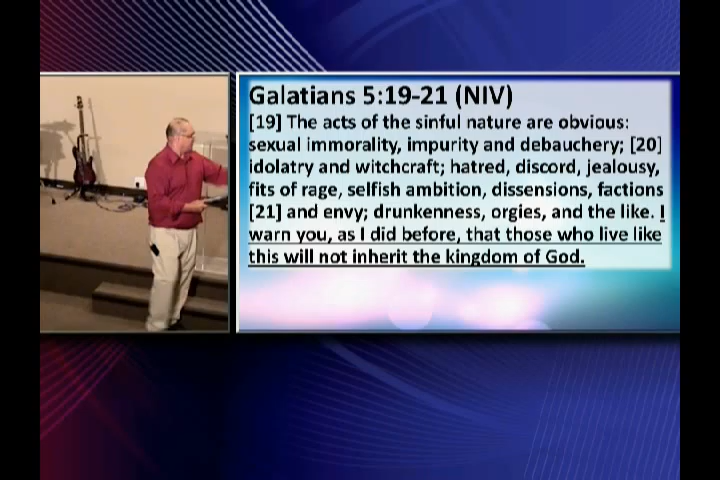 Galatians 5:19-21 (NIV)
[19] The acts of the sinful nature are obvious:
sexual immorality, impurity and debauchery; [20]
idolatry and witchcraft; hatred, discord, jealousy,
fits of rage, selfish ambition, dissensions, factions
[21] and envy; drunkenness, orgies, and the like. I
warn you, as I did before, that those who live like
this will not inherit the kingdom of God.